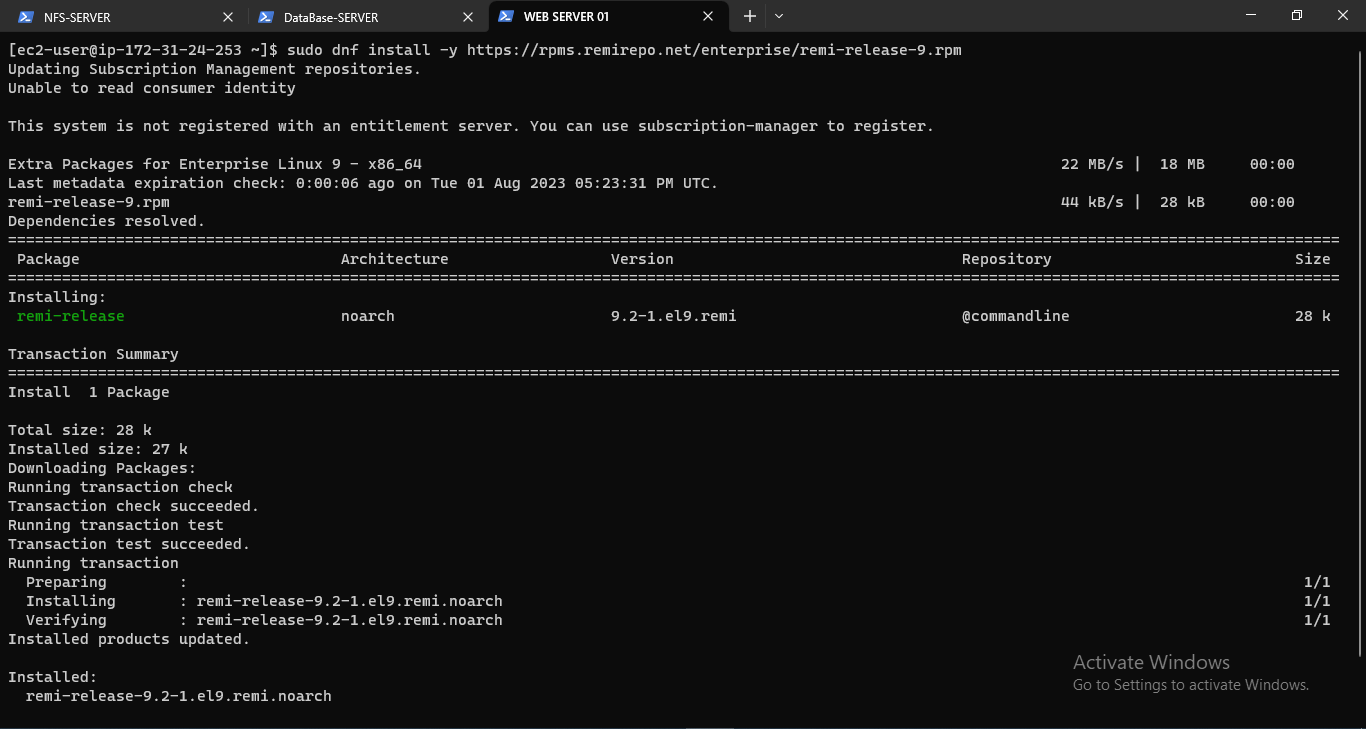 NFS-SERVER
DataBase-SERVER
WEB SERVER 01
[ec2-user@ip-172-31-24-253 ~]$ sudo dnf install -y https://rpms.remirepo.net/enterprise/remi-release-9.rpm
Updating Subscription Management repositories.
Unable to read consumer identity
This system is not registered with an entitlement server. You can use subscription-manager to register.
Extra Packages for Enterprise Linux 9 - x86_64 22 MB/s | 18 MB 00:00
Last metadata expiration check: 0:00:06 ago on Tue 01 Aug 2023 05:23:31 PM UTC.
remi-release-9.rpm 44 kB/s | 28 kB 00:00
Dependencies resolved.
Package Architecture Version Repository Size
Installing:
remi-release noarch 9.2-1.el9.remi @commandline 28 k
Transaction Summary
Install 1 Package
Total size: 28 k
Installed size: 27 k
Downloading Packages:
Running transaction check
Transaction check succeeded.
Running transaction test
Transaction test succeeded.
Running transaction
Preparing : 1/1
Installing : remi-release-9.2-1.el9.remi.noarch 1/1
Verifying : remi-release-9.2-1.el9.remi.noarch 1/1
Installed products updated.
Installed:
remi-release-9.2-1.el9.remi.noarch
Activate Windows
Go to Settings to activate Windows.